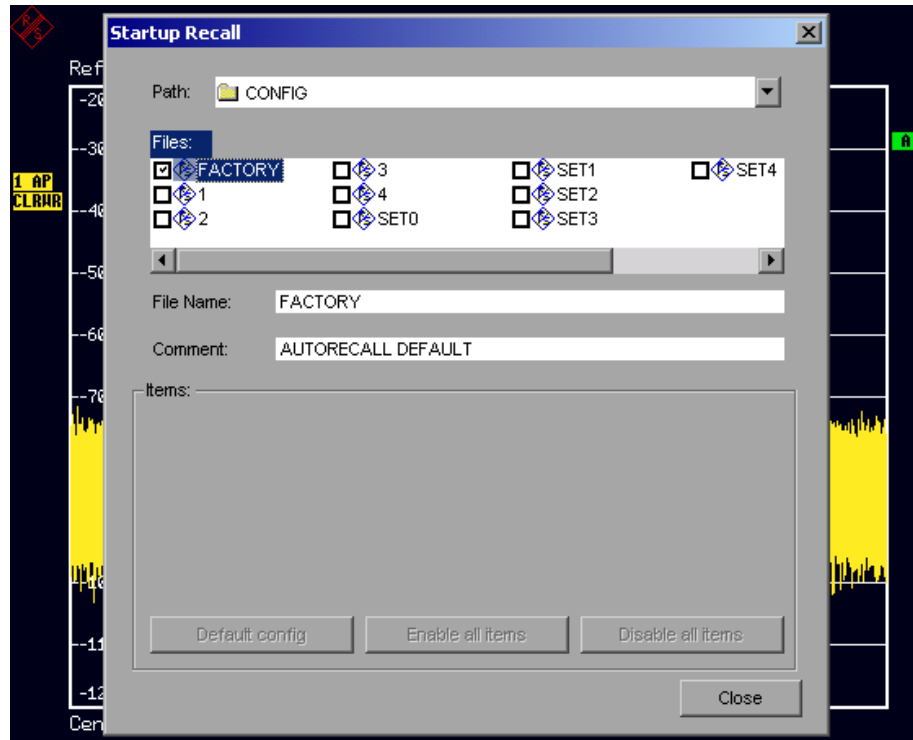 R S
Startup Recall
Ref
Path: CONFIG
-20
-30
A
Files:
FACTORY 3 SET1 SET4
1 4 SET2
2 SET0 SET3
1 AP
CLRWR
-40
-50
File Name: FACTORY
-60
Comment: AUTORECALL DEFAULT
Items:
-70
-10
Default config Enable all items Disable all items
-11
-12
Close
Cen